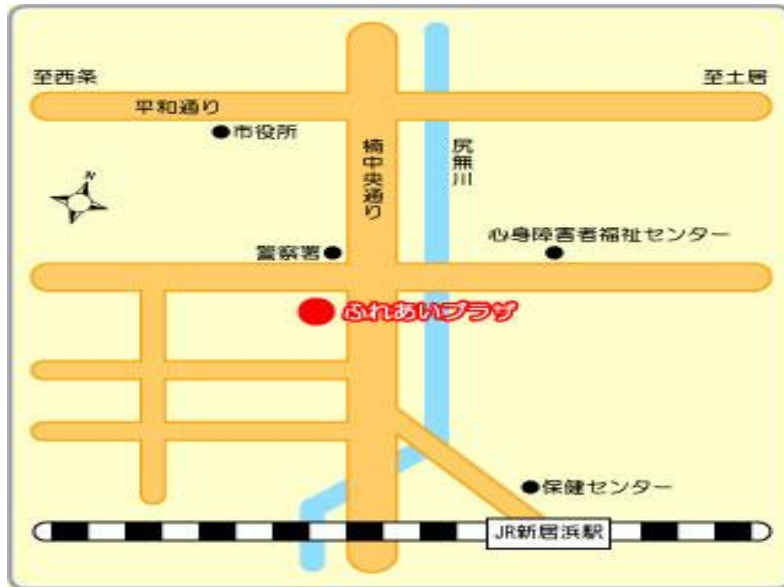 至西条
至土居
平和通り
市役所
楠中央通り
尻無川
N
警察署
心身障害者福祉センター
ふれあいプラザ
保健センター
JR新居浜駅